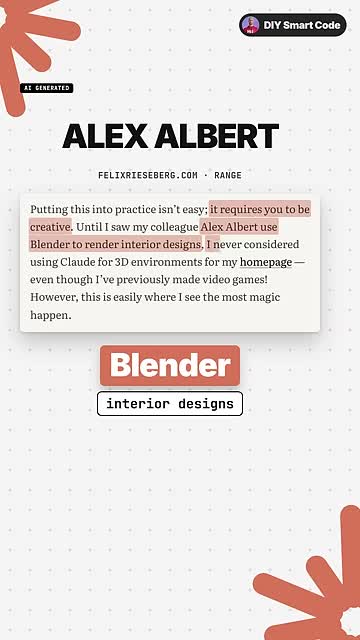 DIY Smart Code
AI GENERATED
ALEX ALBERT
FELIXRIESEBERG.COM · RANGE
Putting this into practice isn’t easy; it requires you to be
creative. Until I saw my colleague Alex Albert use
Blender to render interior designs, I never considered
using Claude for 3D environments for my homepage —
even though I’ve previously made video games!
However, this is easily where I see the most magic
happen.
Blender
interior designs